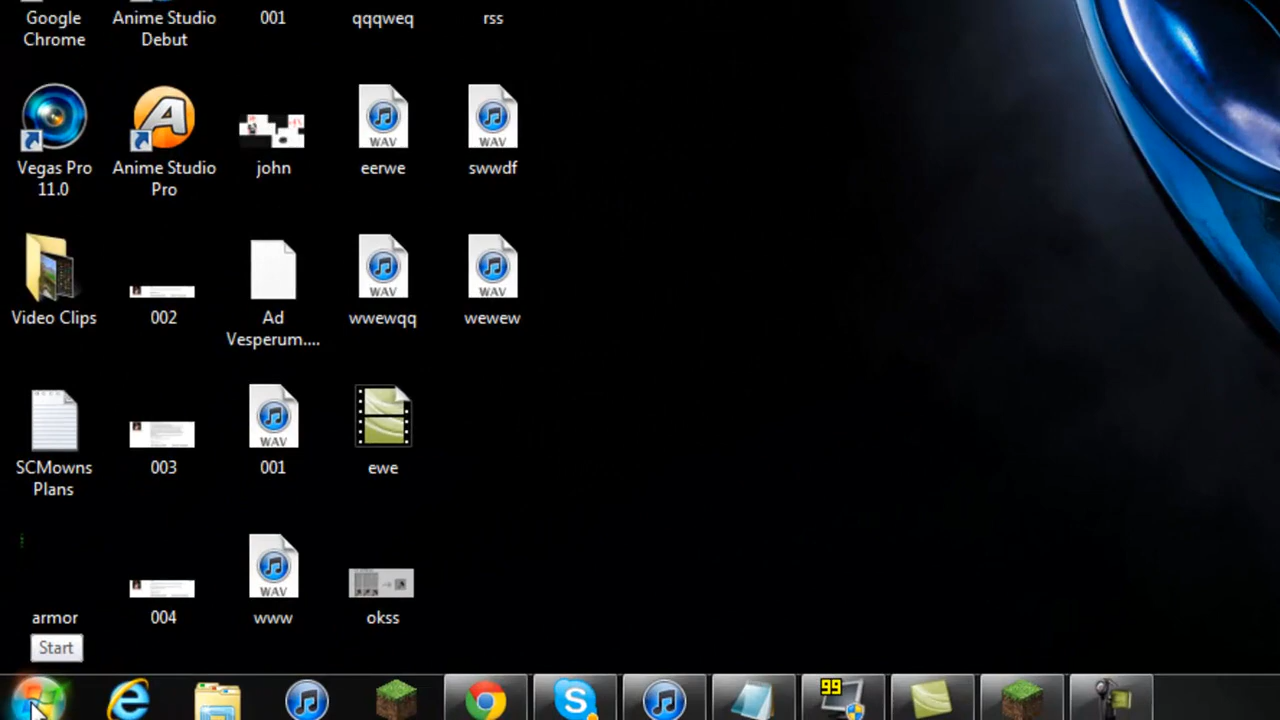 Google
Chrome
Anime Studio
Debut
001
qqqweq
rss
Vegas Pro
11.0
A
Anime Studio
Pro
john
WAV
eerwe
WAV
swwdf
Video Clips
002
Ad
Vesperum....
WAV
wwewqq
WAV
wewew
SCMowns
Plans
003
WAV
001
ewe
armor
004
WAV
www
okss
Start
99